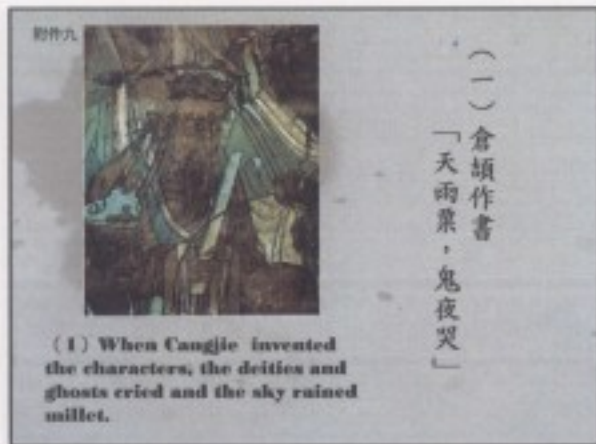 附件九
（一）倉頡作書
「天雨粟，鬼夜哭」
( 1 ) When Cangjie invented
the characters, the deities and
ghosts cried and the sky rained
millet.